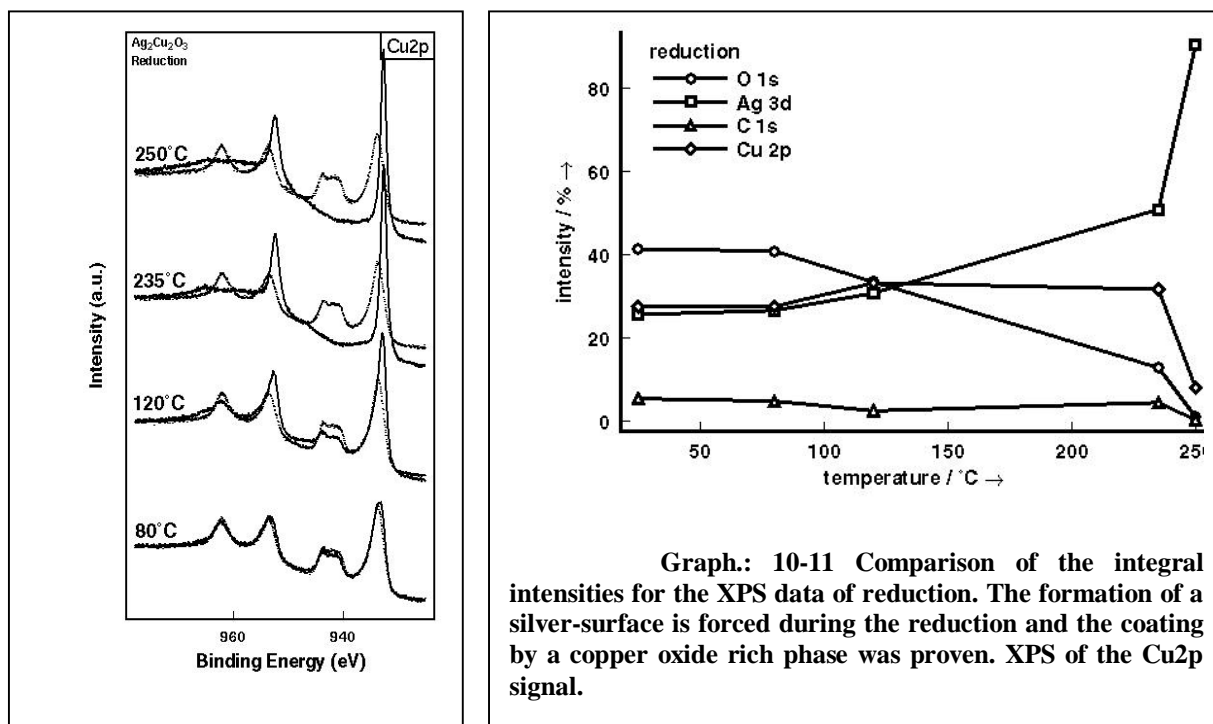 Ag₂Cu₂O₃
Reduction
Cu2p
250°C
235°C
120°C
80°C
Intensity (a.u.)
960
940
Binding Energy (eV)
reduction
O 1s
Ag 3d
C 1s
Cu 2p
80
60
40
20
0
intensity / % →
50
100
150
200
250
temperature / °C →
Graph.: 10-11 Comparison of the integral
intensities for the XPS data of reduction. The formation of a
silver-surface is forced during the reduction and the coating
by a copper oxide rich phase was proven. XPS of the Cu2p
signal.